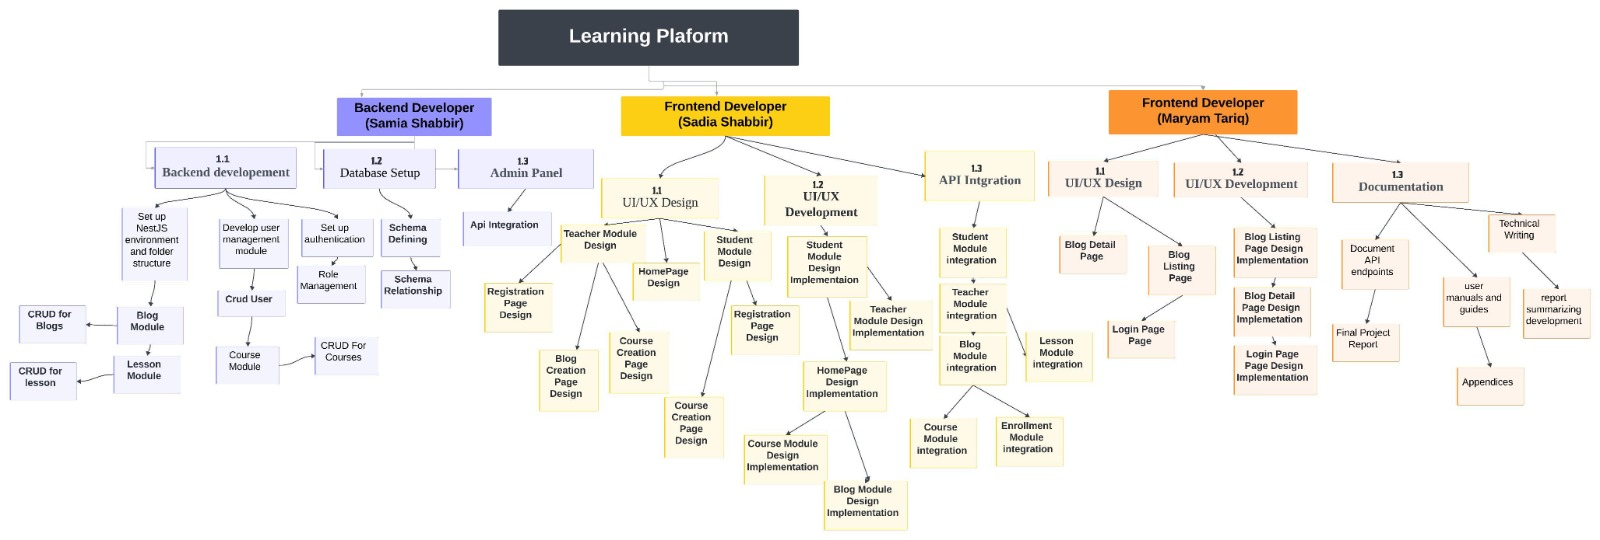 Learning Plaform
Backend Developer
(Samia Shabbir)
Frontend Developer
(Sadia Shabbir)
Frontend Developer
(Maryam Tariq)
1.1
Backend developement
1.2
Database Setup
1.3
Admin Panel
Set up
NestJS
environment
and folder
structure
Develop user
management
module
Set up
authentication
Role
Management
Schema
Defining
Schema
Relationship
Api Integration
Crud User
Blog
Module
CRUD for
Blogs
Lesson
Module
CRUD for
lesson
Course
Module
CRUD For
Courses
1.1
UI/UX Design
1.2
UI/UX
Development
1.3
API Intgration
Teacher Module
Design
HomePage
Design
Student
Module
Design
Registration
Page
Design
Blog
Creation
Page
Design
Course
Creation
Page
Design
Registration
Page
Design
Course
Creation
Page
Design
Student
Module
Design
Implementaion
Teacher
Module Design
Implementation
HomePage
Design
Implementation
Course Module
Design
Implementation
Blog Module
Design
Implementation
Student
Module
integration
Teacher
Module
integration
Blog
Module
integration
Lesson
Module
integration
Course
Module
integration
Enrollment
Module
integration
1.1
UI/UX Design
1.2
UI/UX Development
1.3
Documentation
Blog Detail
Page
Blog
Listing
Page
Login Page
Page
Blog Listing
Page Design
Implementation
Blog Detail
Page Design
Implemetation
Login Page
Page Design
Implementation
Document
API
endpoints
Final Project
Report
user
manuals and
guides
Appendices
Technical
Writing
report
summarizing
development